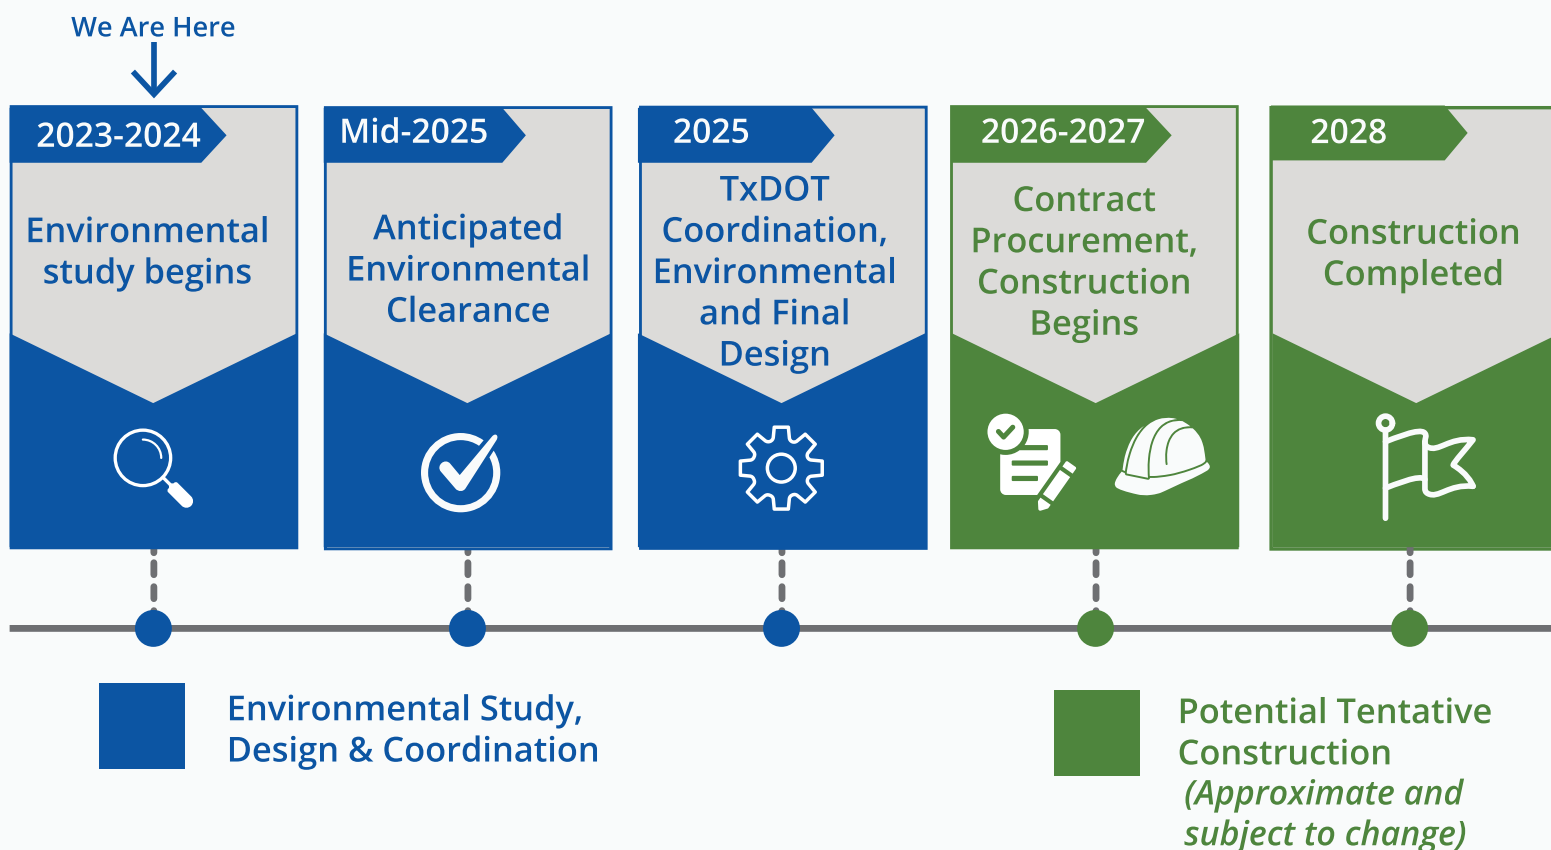 We Are Here
2023-2024
Environmental
study begins
Mid-2025
Anticipated
Environmental
Clearance
2025
TxDOT
Coordination,
Environmental
and Final
Design
2026-2027
Contract
Procurement,
Construction
Begins
2028
Construction
Completed
Environmental Study,
Design & Coordination
Potential Tentative
Construction
(Approximate and
subject to change)